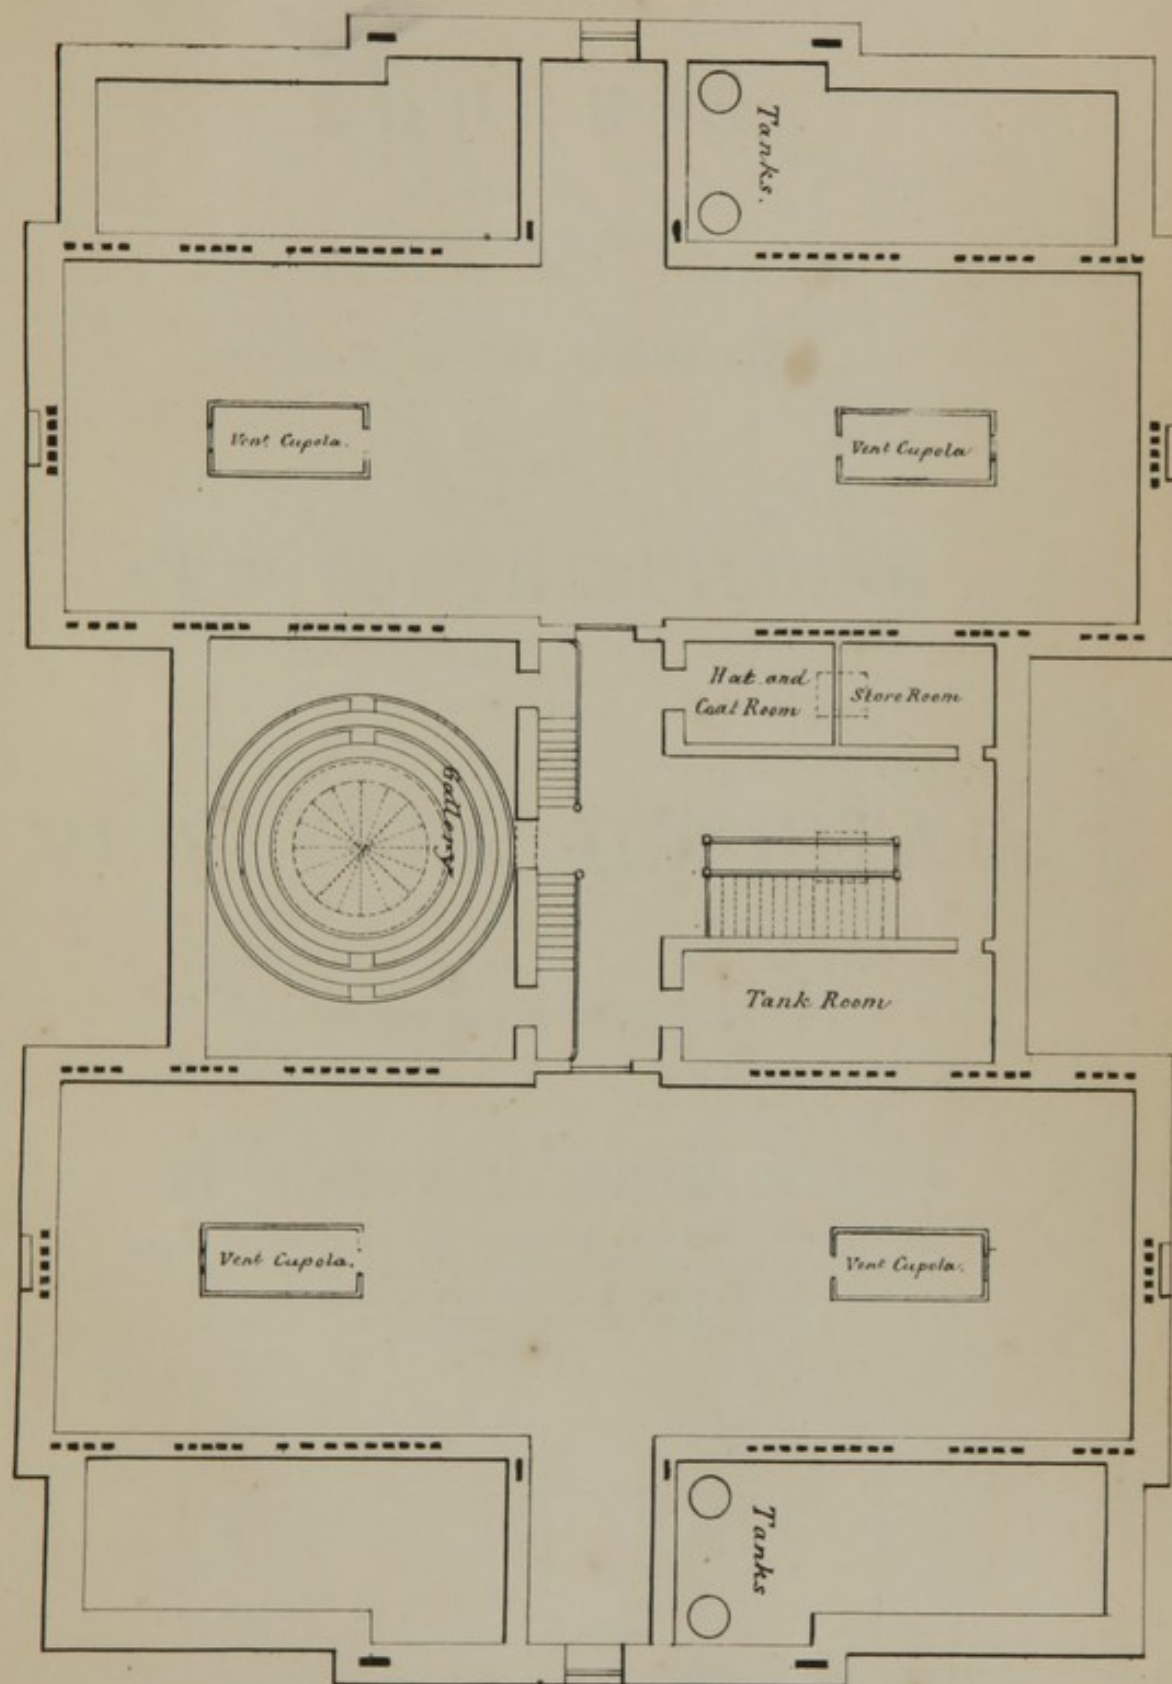 Tanks.
Vent Cupola.
Vent Cupola
Hat and
Coat Room
Store Room
Gallery
Tank Room
Vent Cupola.
Vent Cupola.
Tanks